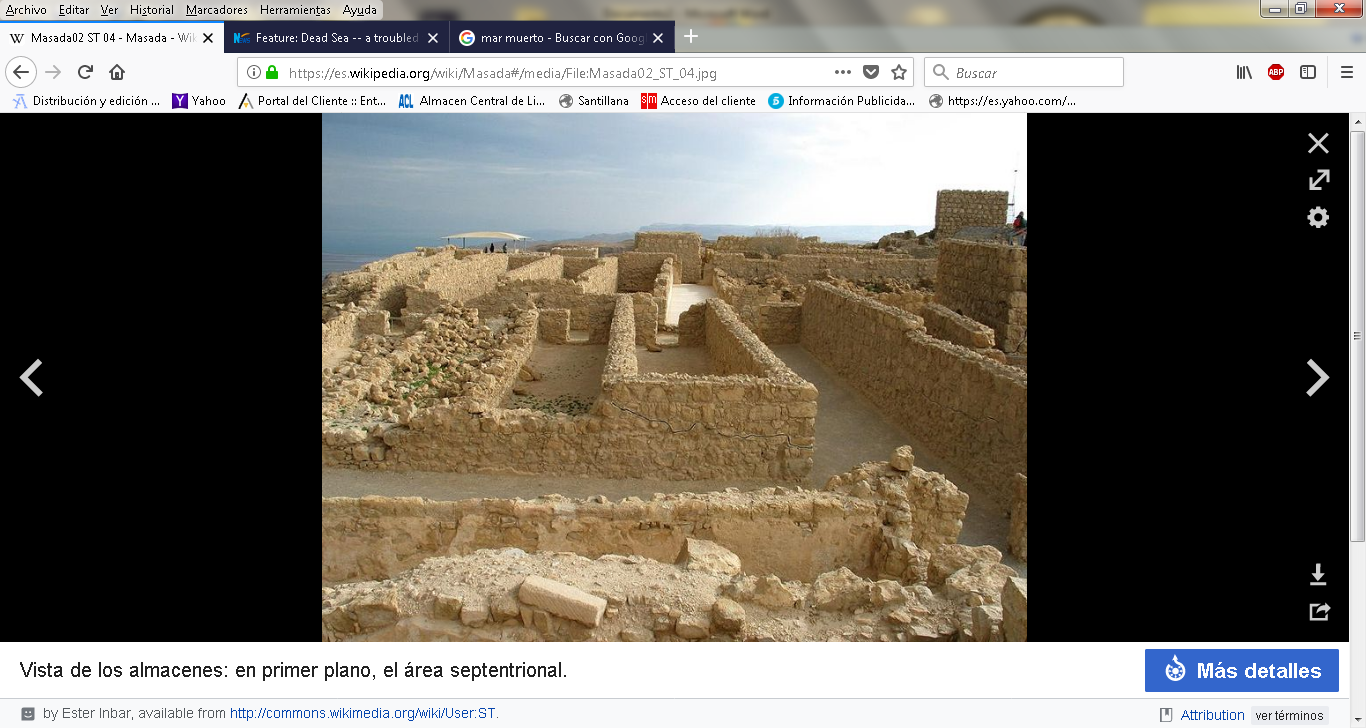 Archivo Editar Ver Historial Marcadores Herramientas Ayuda
Masada02 ST 04 - Masada - Wik
Feature: Dead Sea -- a troubled
mar muerto - Buscar con Goog
https://es.wikipedia.org/wiki/Masada#/media/File:Masada02_ST_04.jpg
Buscar
ABP
Distribución y edición ... Yahoo Portal del Cliente :: Ent... Almacen Central de Li... Santillana Acceso del cliente Información Publicida... https://es.yahoo.com/...
Vista de los almacenes: en primer plano, el área septentrional.
Más detalles
by Ester Inbar, available from http://commons.wikimedia.org/wiki/User:ST.
Attribution ver términos